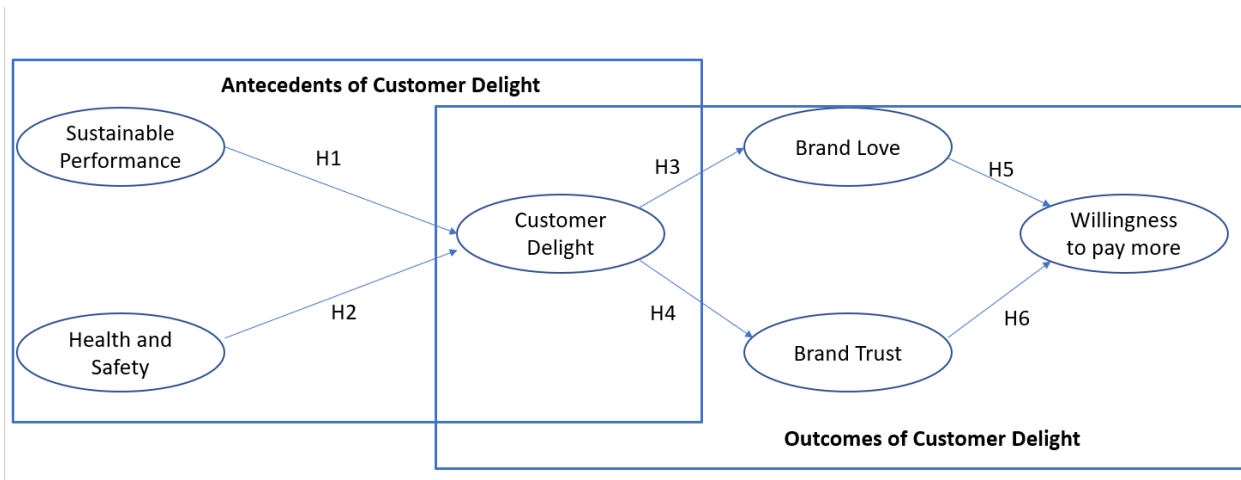 Antecedents of Customer Delight
Sustainable
Performance
H1
H3
Brand Love
H5
Customer
Delight
Willingness
to pay more
H2
H4
H6
Health and
Safety
Brand Trust
Outcomes of Customer Delight